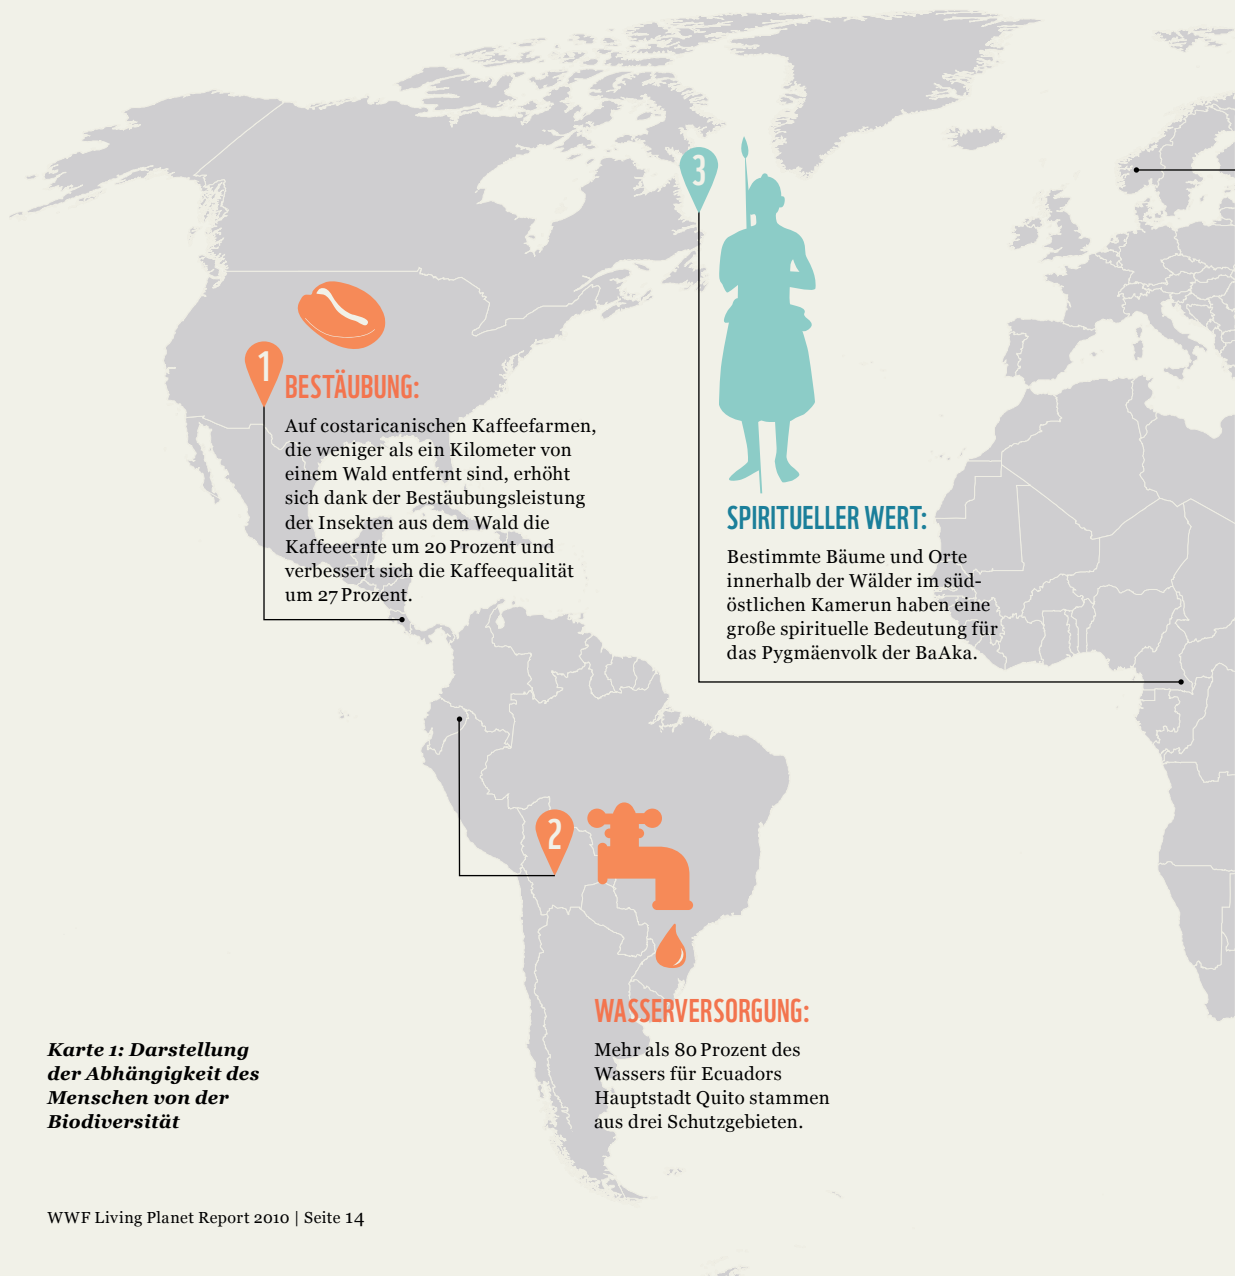 1
BESTÄUBUNG:
Auf costaricanischen Kaffeefarmen,
die weniger als ein Kilometer von
einem Wald entfernt sind, erhöht
sich dank der Bestäubungsleistung
der Insekten aus dem Wald die
Kaffeeernte um 20 Prozent und
verbessert sich die Kaffeequalität
um 27 Prozent.
3
SPIRITUELLER WERT:
Bestimmte Bäume und Orte
innerhalb der Wälder im süd-
östlichen Kamerun haben eine
große spirituelle Bedeutung für
das Pygmäenvolk der BaAka.
2
WASSERVERSORGUNG:
Mehr als 80 Prozent des
Wassers für Ecuadors
Hauptstadt Quito stammen
aus drei Schutzgebieten.
Karte 1: Darstellung
der Abhängigkeit des
Menschen von der
Biodiversität
WWF Living Planet Report 2010 | Seite 14